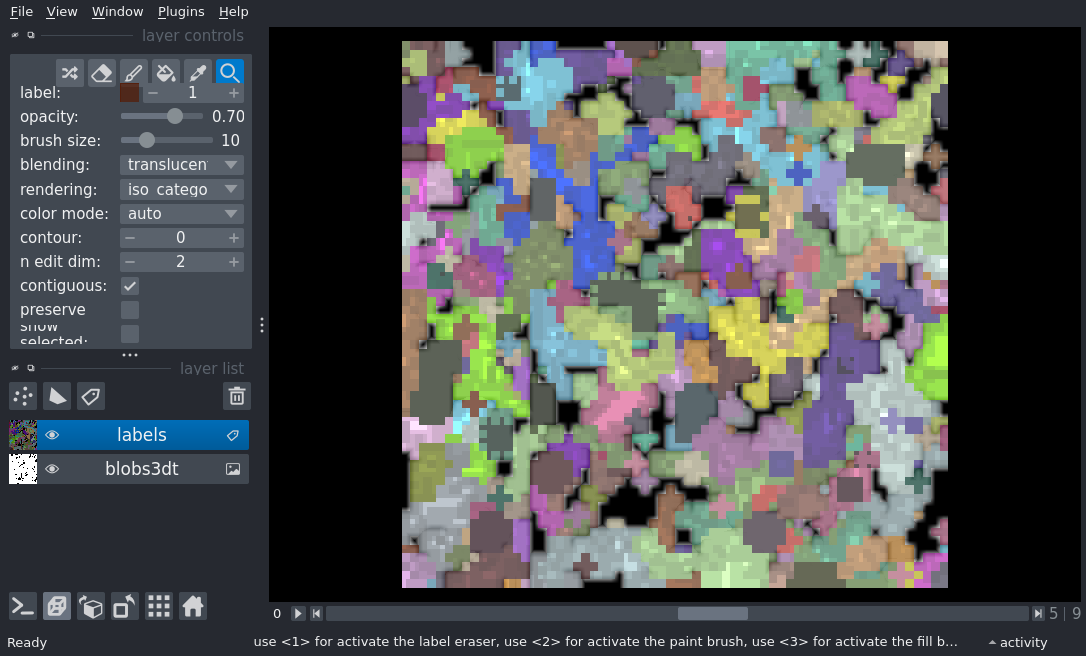 File View Window Plugins Help
layer controls
label: 1
opacity: 0.70
brush size: 10
blending: translucen
rendering: iso_catego
color mode: auto
contour: 0
n edit dim: 2
contiguous:
preserve
show
selected:
layer list
labels
blobs3dt
0 5 | 9
Ready use <1> for activate the label eraser, use <2> for activate the paint brush, use <3> for activate the fill b... activity